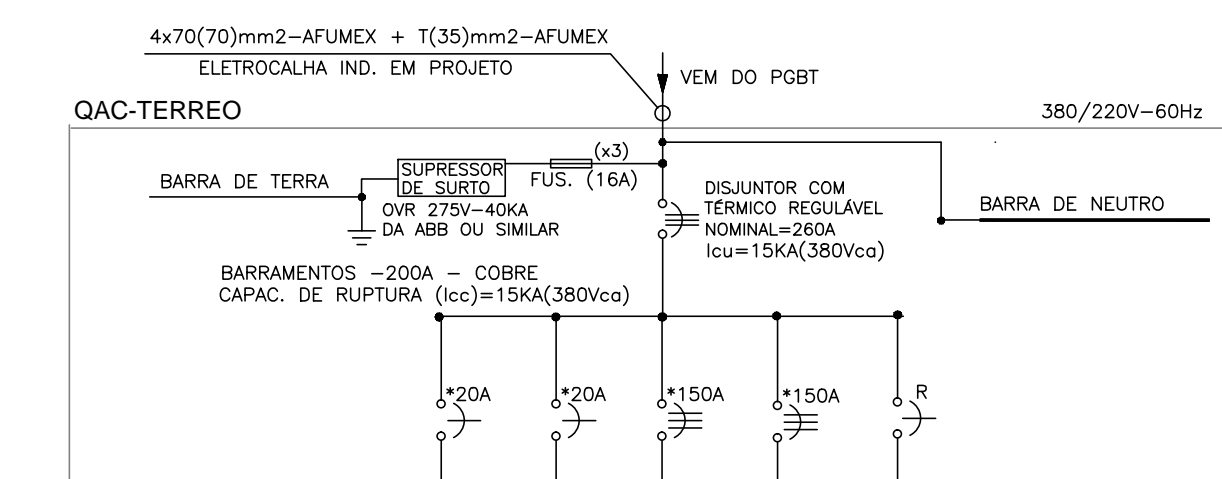 4x70(70)mm2-AFUMEX + T(35)mm2-AFUMEX
ELETROCALHA IND. EM PROJETO
VEM DO PGBT
QAC-TERREO
380/220V-60Hz
(x3)
SUPRESSOR
DE SURTO
FUS. (16A)
BARRA DE TERRA
OVR 275V-40KA
DA ABB OU SIMILAR
DISJUNTOR COM
TÉRMICO REGULÁVEL
NOMINAL=260A
Icu=15KA(380Vca)
BARRA DE NEUTRO
BARRAMENTOS -200A - COBRE
CAPAC. DE RUPTURA (Icc)=15KA(380Vca)
*20A
*20A
*150A
*150A
R